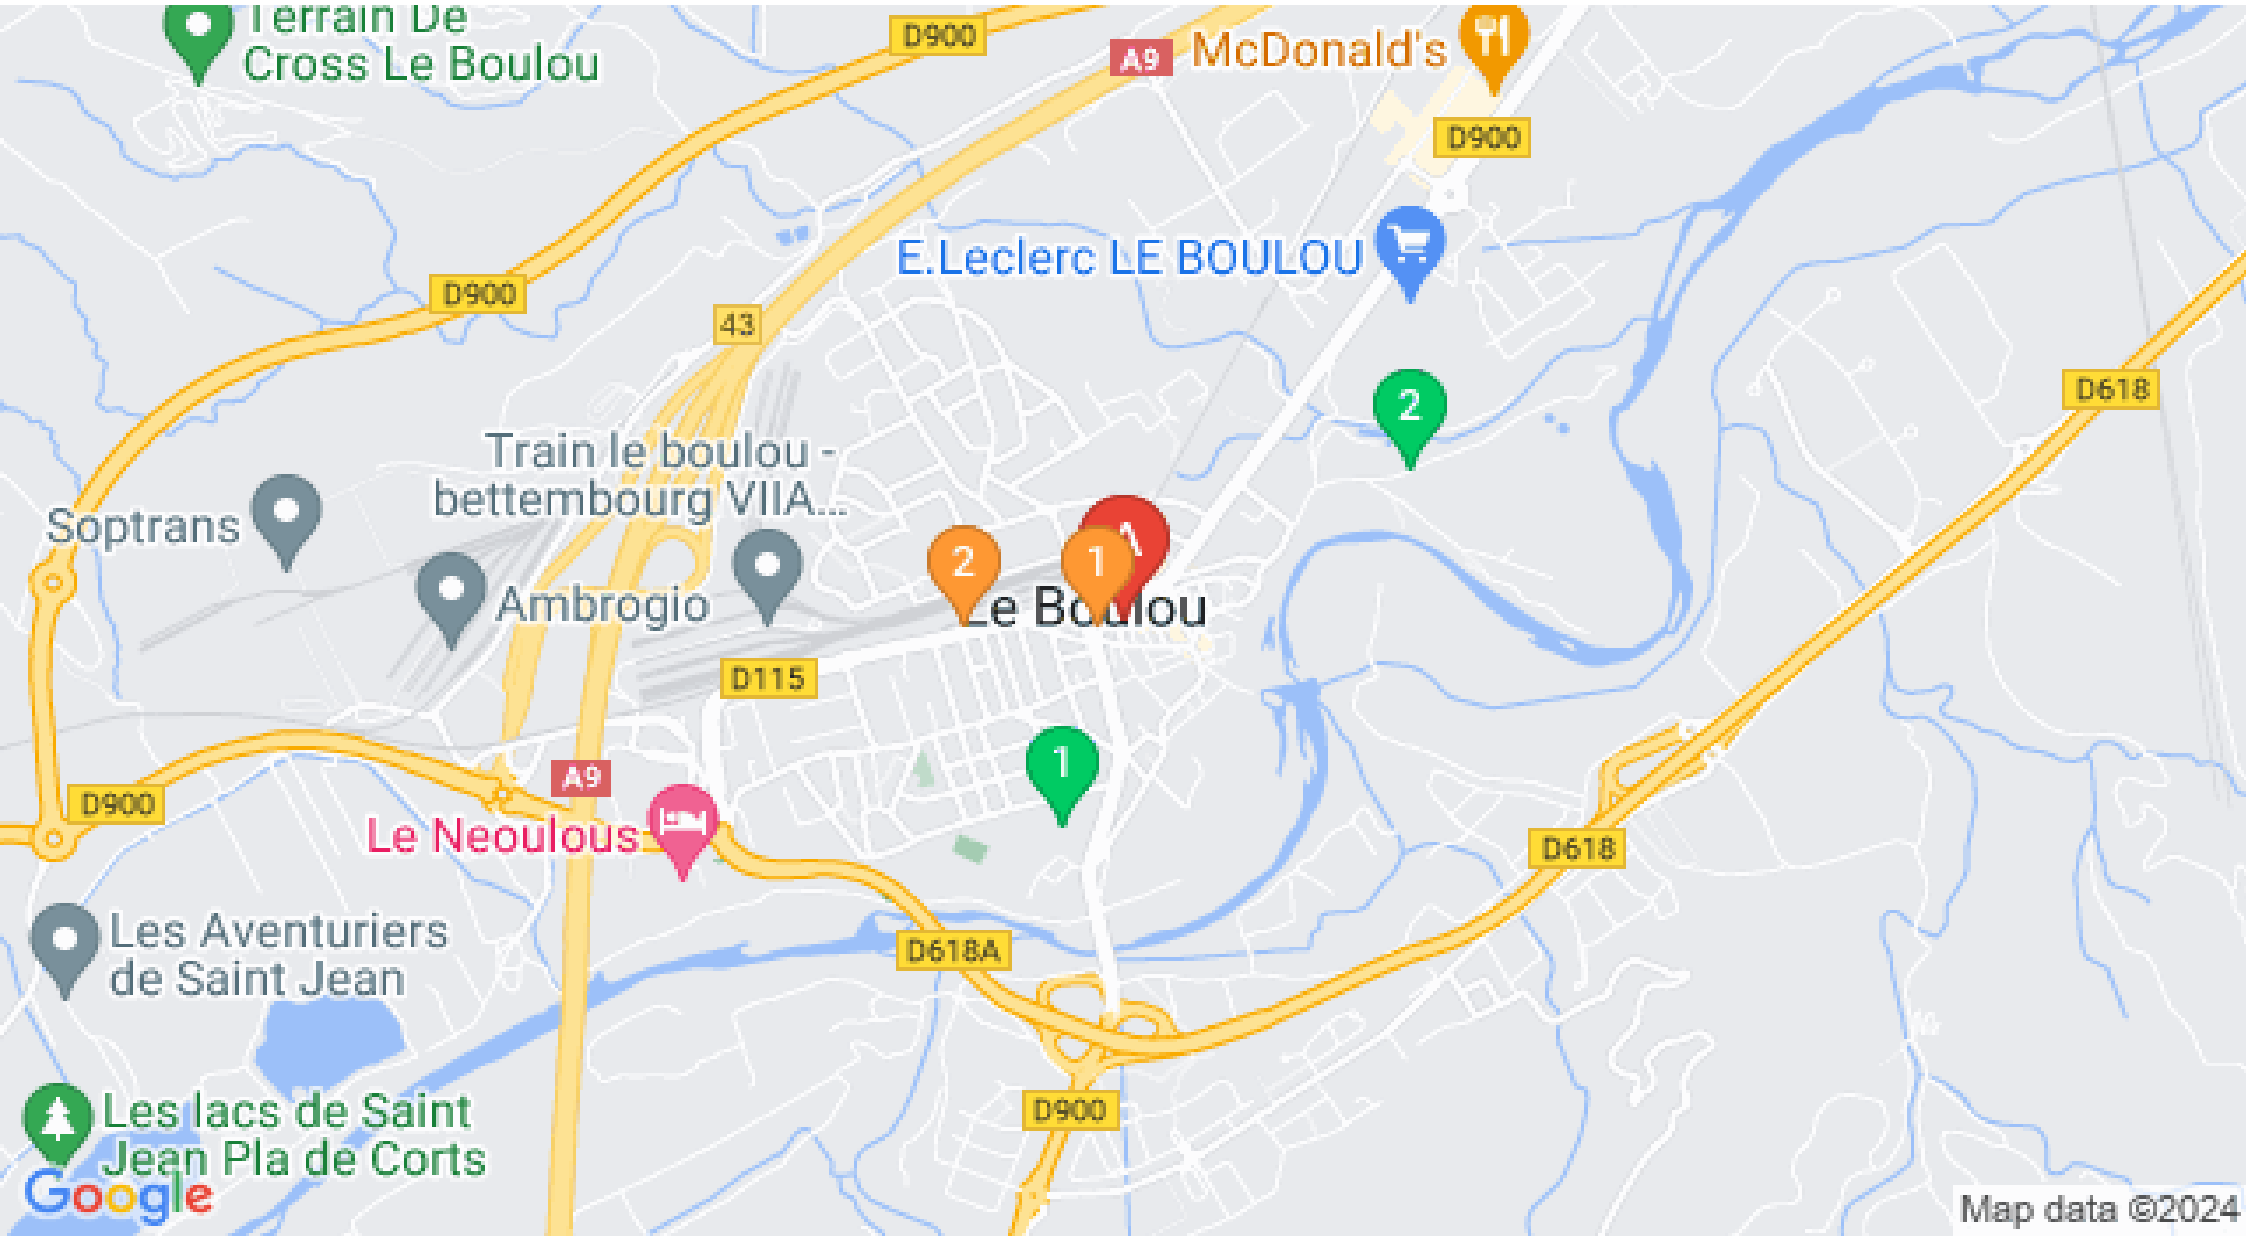 Terrain De
Cross Le Boulou
D900
A9
McDonald's
D900
E.Leclerc LE BOULOU
D900
43
D618
2
Train le boulou -
bettembourg VIIA...
Soptrans
A
2
1
Ambrogio
Le Boulou
D115
1
A9
D900
Le Neoulous
D618
Les Aventuriers
de Saint Jean
D618A
Les lacs de Saint
Jean Pla de Corts
D900
Google
Map data ©2024